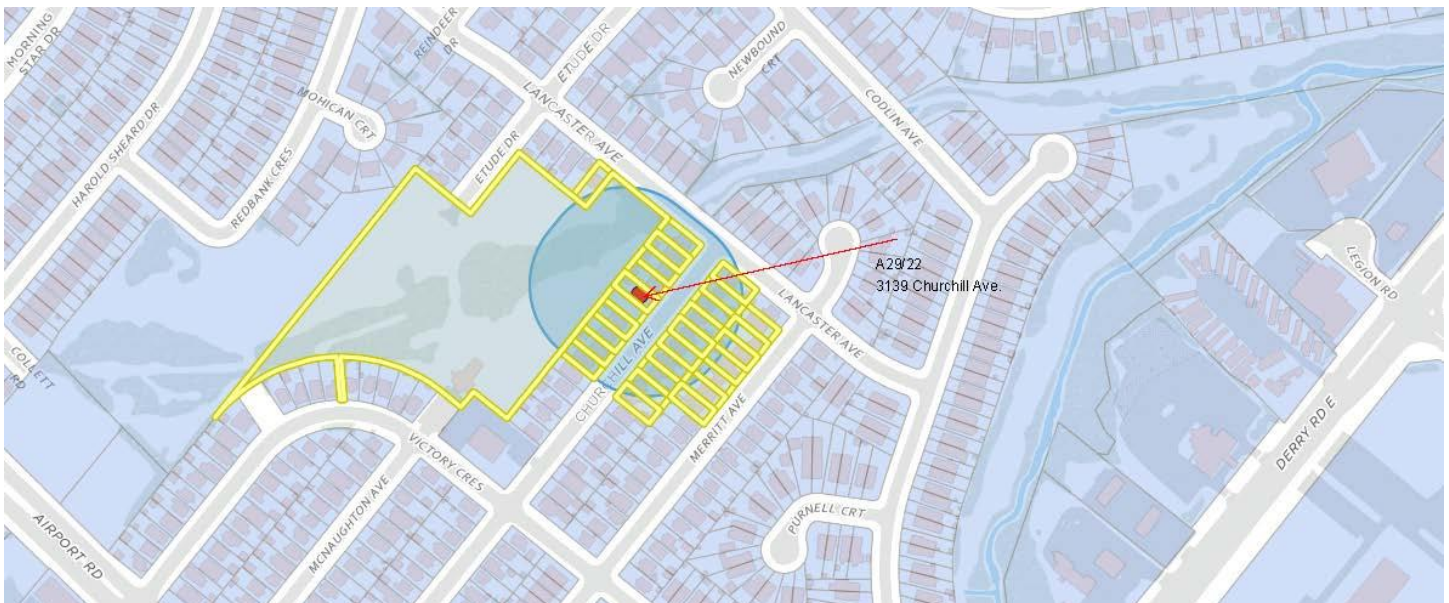 MORNING
STAR DR
HAROLD SHEARD DR
MOHICAN CRT
REDBANK CRES
REINDEER
DR
ETUDE DR
ETUDE DR
LANCASTER AVE
NEWBOUND
CRT
CODLIN AVE
A29/22
3139 Churchill Ave.
LANCASTER AVE
LEGION RD
DERRY RD E
COLLETT
RD
CHURCHILL AVE
MERRITT AVE
VICTORY CRES
MCNAUGHTON AVE
AIRPORT RD
PURNELL CRT